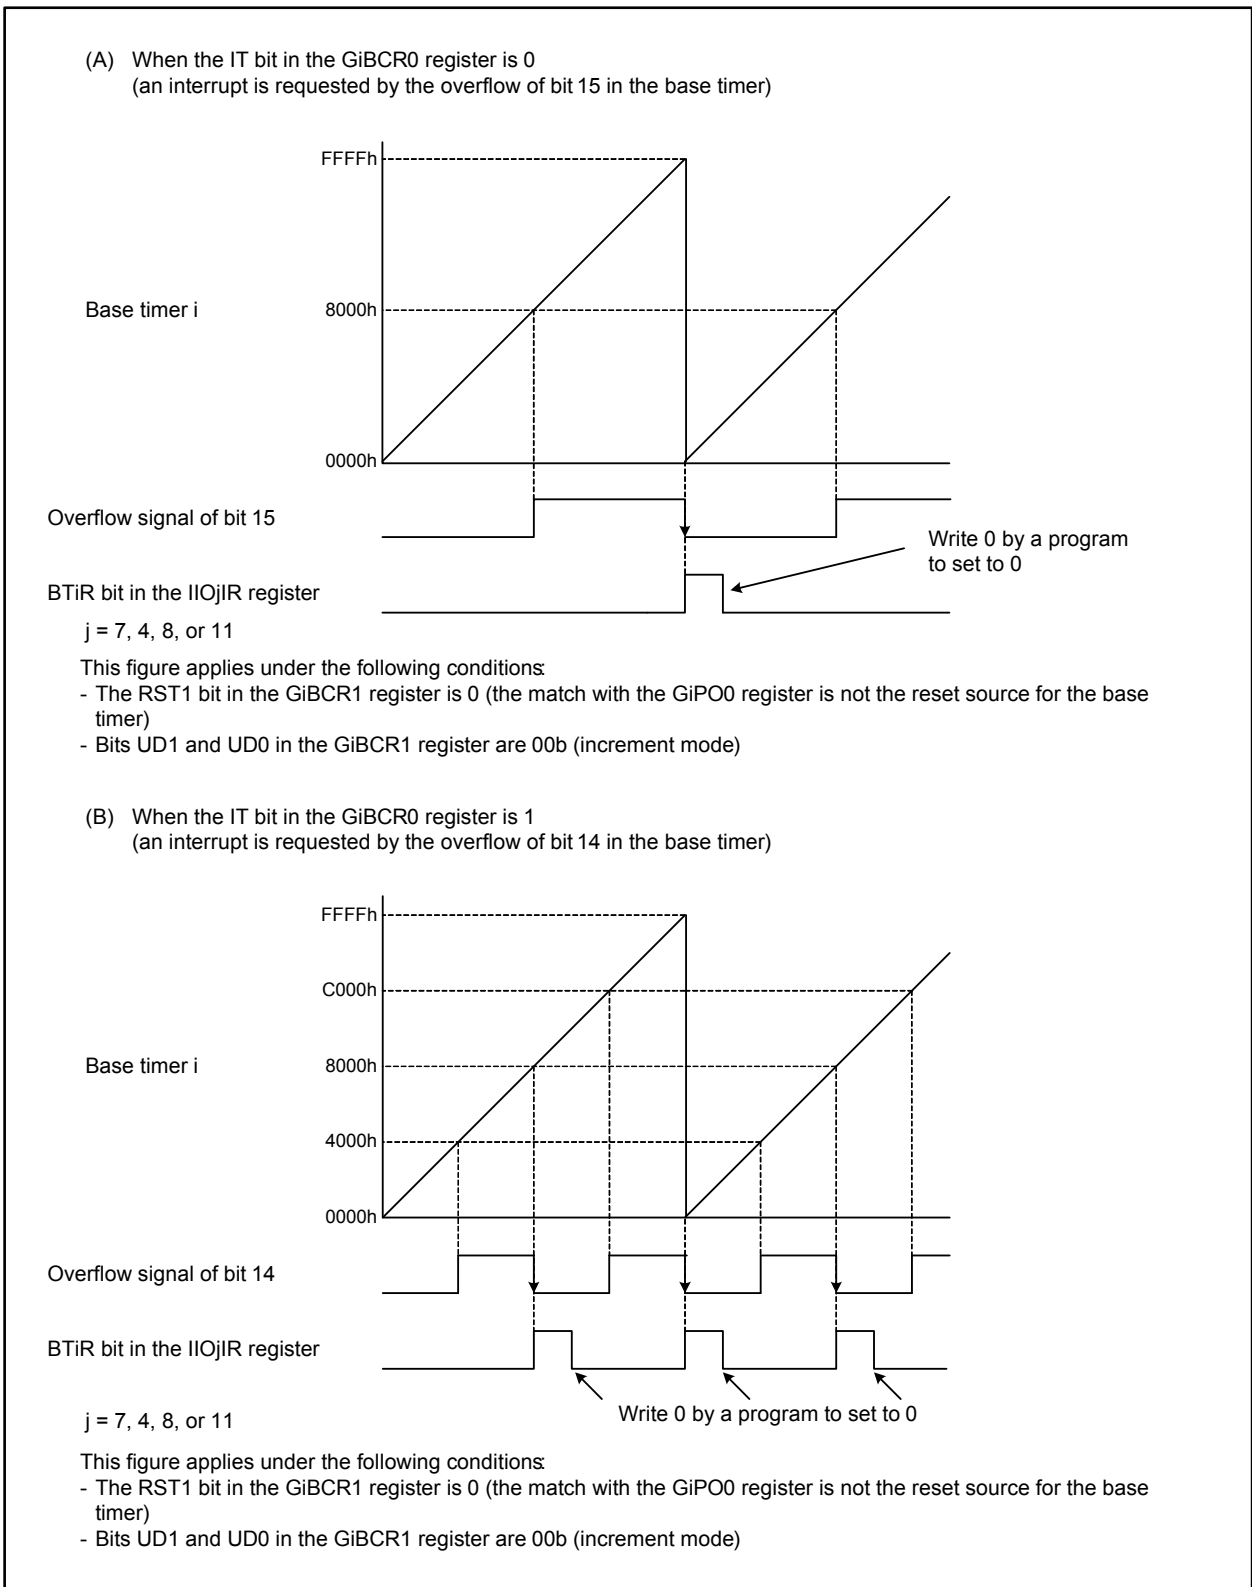 (A) When the IT bit in the GiBCR0 register is 0
(an interrupt is requested by the overflow of bit 15 in the base timer)
FFFFh
Base timer i
8000h
0000h
Overflow signal of bit 15
Write 0 by a program
to set to 0
BTiR bit in the IIOjIR register
j = 7, 4, 8, or 11
This figure applies under the following conditions:
- The RST1 bit in the GiBCR1 register is 0 (the match with the GiPO0 register is not the reset source for the base
timer)
- Bits UD1 and UD0 in the GiBCR1 register are 00b (increment mode)
(B) When the IT bit in the GiBCR0 register is 1
(an interrupt is requested by the overflow of bit 14 in the base timer)
FFFFh
C000h
Base timer i
8000h
4000h
0000h
Overflow signal of bit 14
BTiR bit in the IIOjIR register
Write 0 by a program to set to 0
j = 7, 4, 8, or 11
This figure applies under the following conditions:
- The RST1 bit in the GiBCR1 register is 0 (the match with the GiPO0 register is not the reset source for the base
timer)
- Bits UD1 and UD0 in the GiBCR1 register are 00b (increment mode)